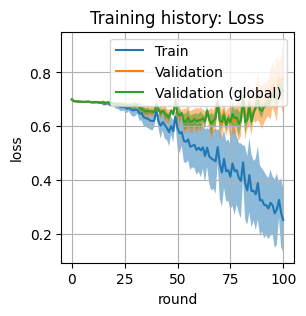 Training history: Loss
Train
Validation
Validation (global)
loss
0.8
0.6
0.4
0.2
0
25
50
75
100
round